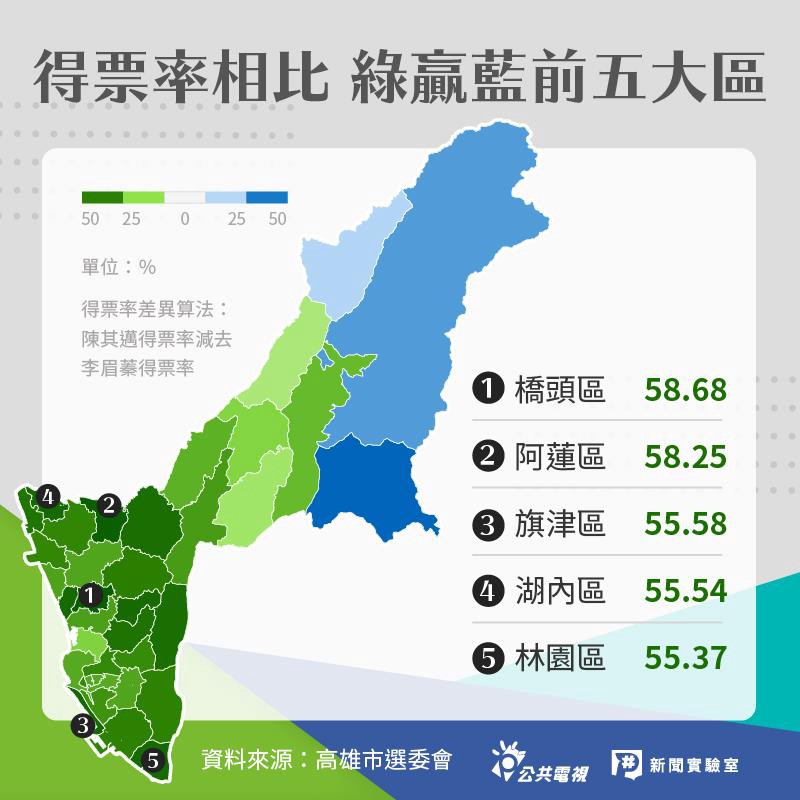 得票率相比 綠贏藍前五大區
50 25 0 25 50
單位：%
得票率差異算法：
陳其邁得票率減去
李眉蓁得票率
1 橋頭區 58.68
2 阿蓮區 58.25
3 旗津區 55.58
4 湖內區 55.54
5 林園區 55.37
4
2
1
3
5
資料來源：高雄市選委會
公共電視
P# 新聞實驗室